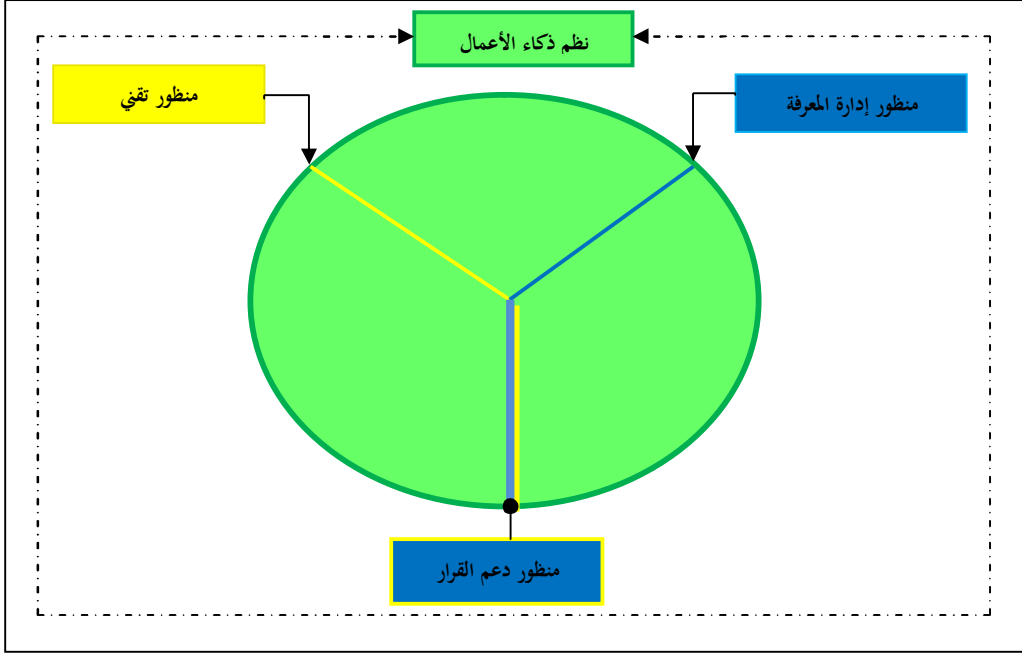 نظم ذكاء الأعمال
منظور إدارة المعرفة
منظور تقني
منظور دعم القرار